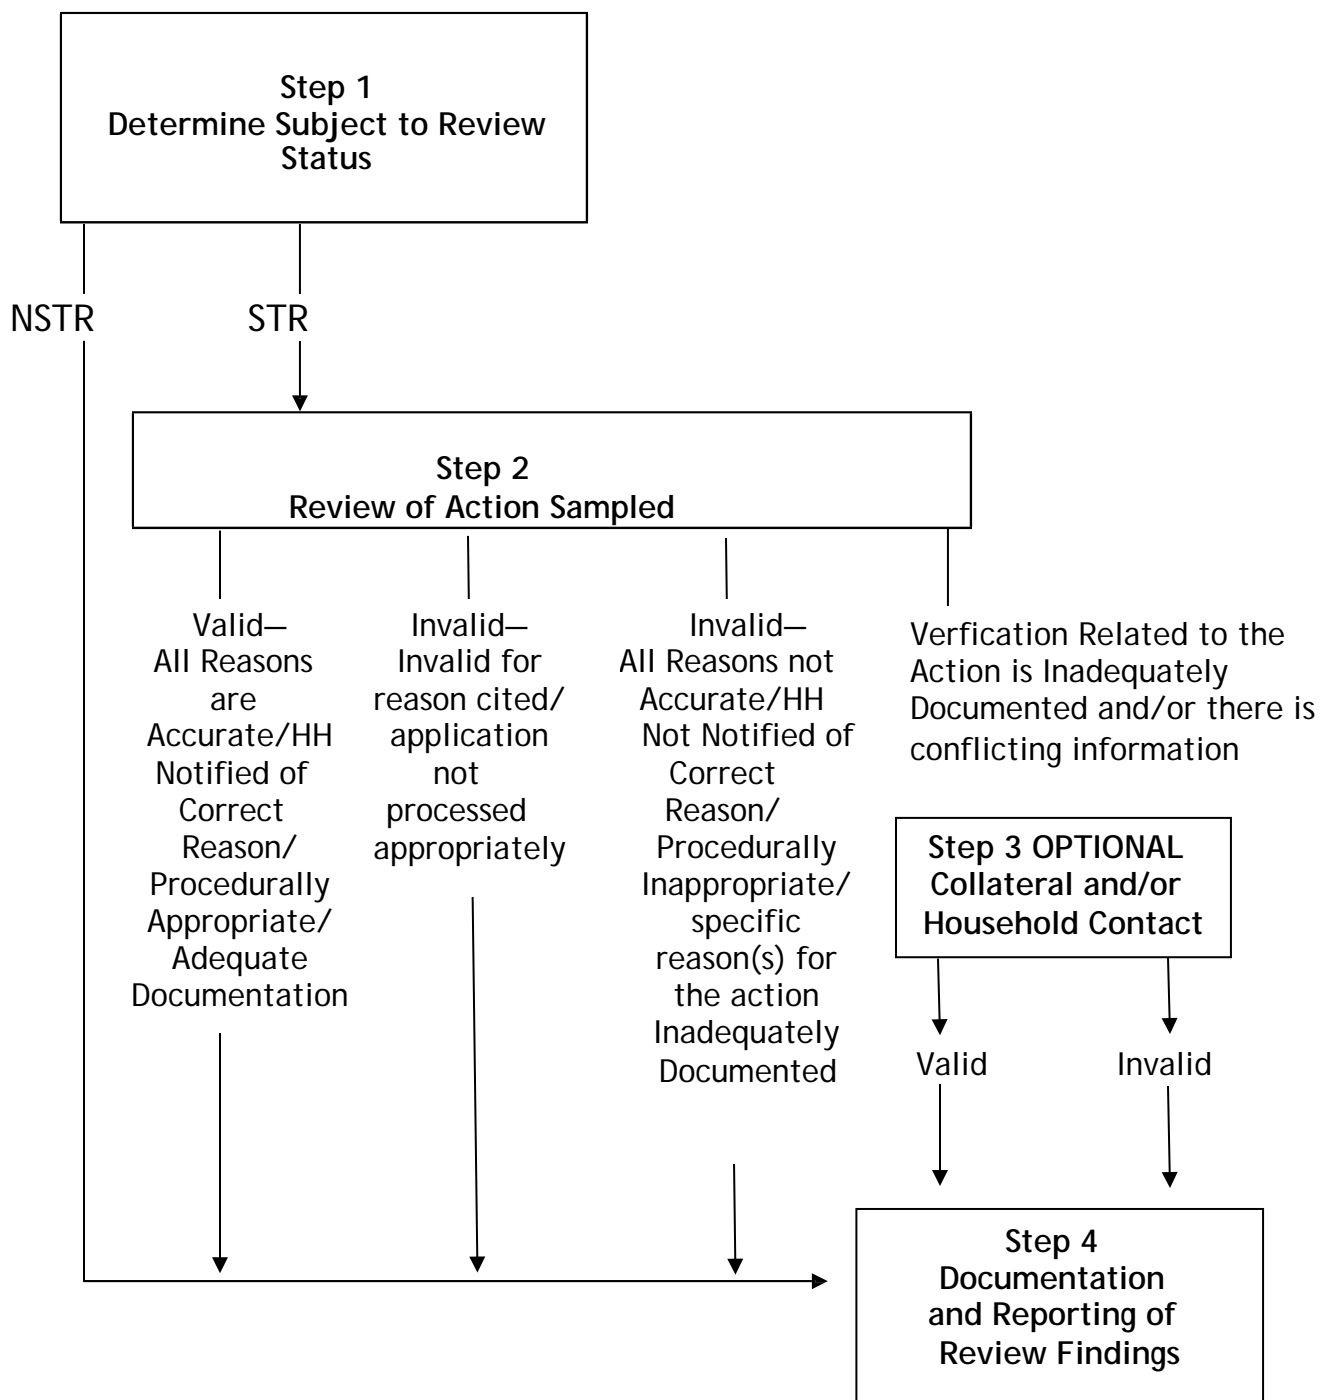 Step 1
Determine Subject to Review
Status
NSTR
STR
Step 2
Review of Action Sampled
Valid—
All Reasons
are
Accurate/HH
Notified of
Correct
Reason/
Procedurally
Appropriate/
Adequate
Documentation
Invalid—
Invalid for
reason cited/
application
not
processed
appropriately
Invalid—
All Reasons not
Accurate/HH
Not Notified of
Correct
Reason/
Procedurally
Inappropriate/
specific
reason(s) for
the action
Inadequately
Documented
Verfication Related to the
Action is Inadequately
Documented and/or there is
conflicting information
Step 3 OPTIONAL
Collateral and/or
Household Contact
Valid
Invalid
Step 4
Documentation
and Reporting of
Review Findings